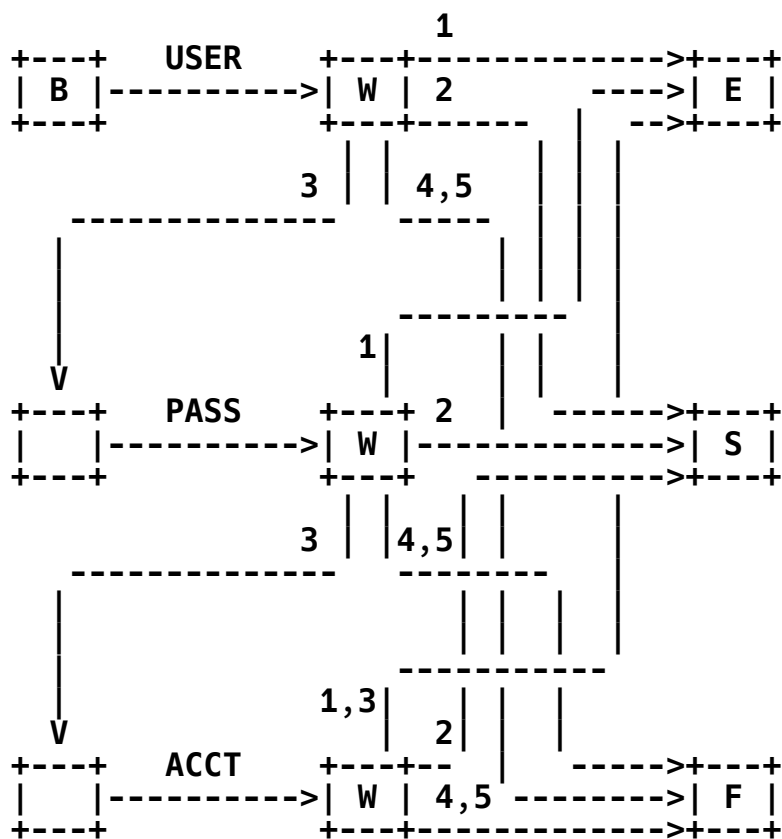 1
USER
B W 2 E
3 4,5
1
V
PASS 2
W S
3 4,5
1,3
V 2
ACCT
W 4,5 F